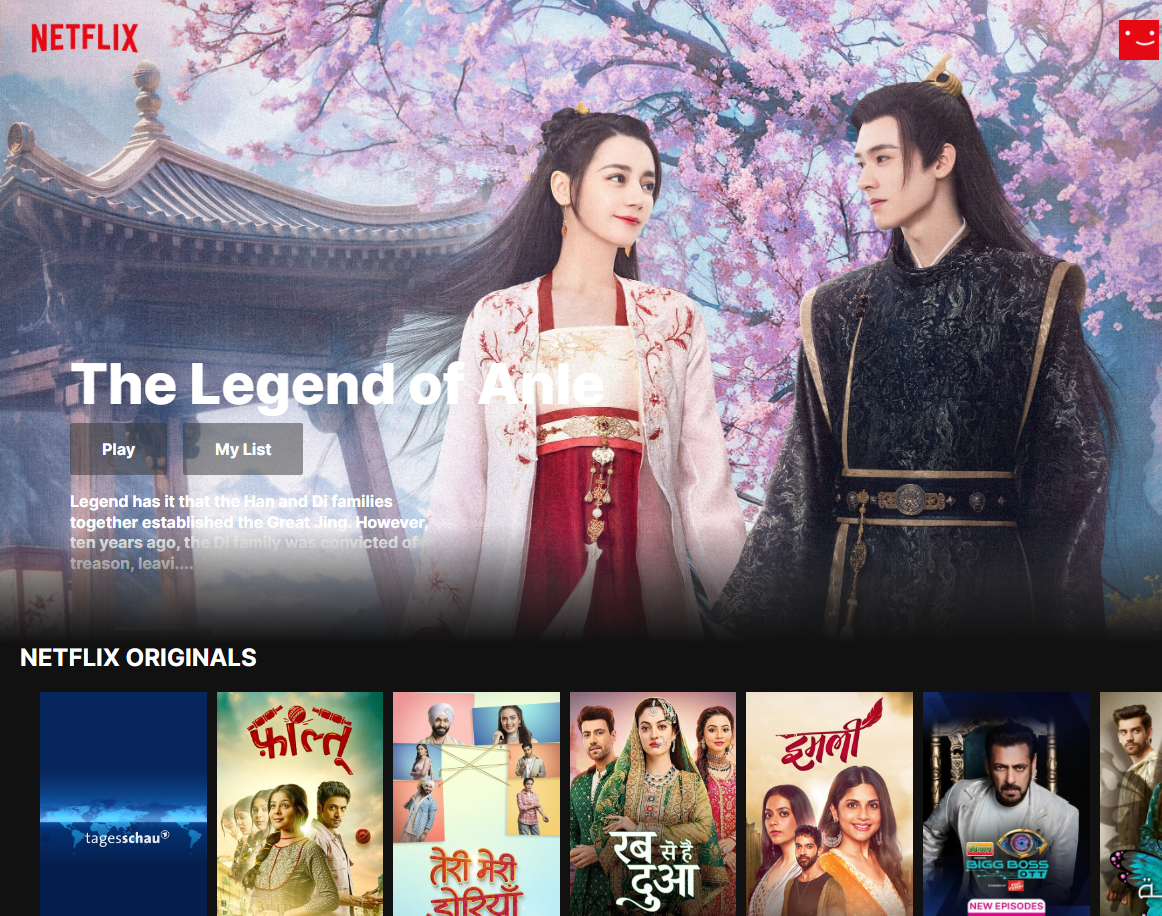 NETFLIX
The Legend of Anle
Play
My List
Legend has it that the Han and Di families
together established the Great Jing. However,
ten years ago, the Di family was convicted of
treason, leavi....
NETFLIX ORIGINALS
tagesschau
फ़ालतू
तेरी मेरी
डोरियाँ
रब से है
दुआ
इमली
BIGG BOSS
OTT
NEW EPISODES